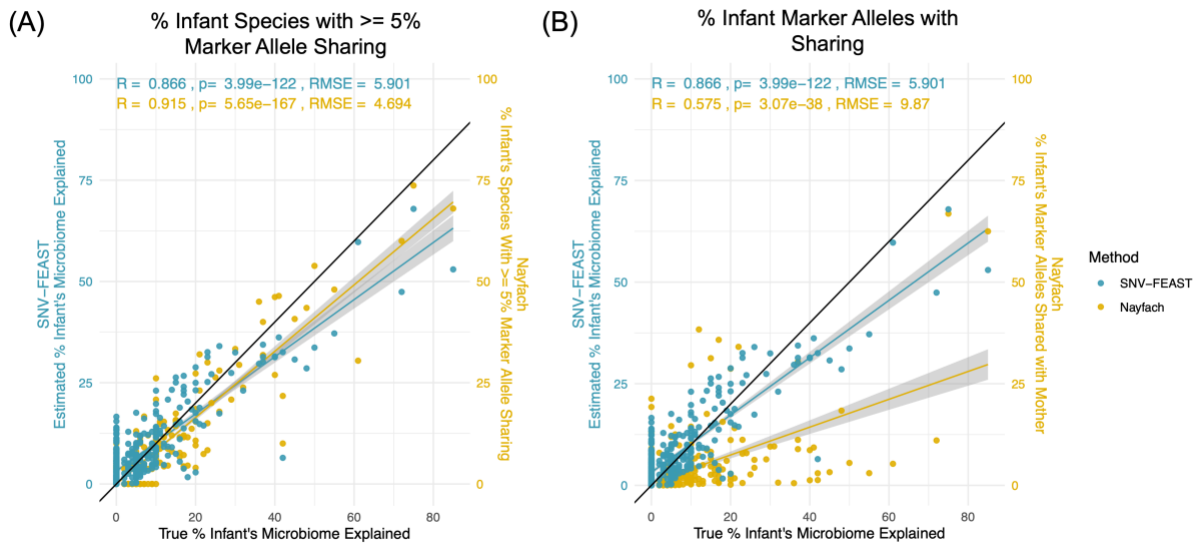 (A)
% Infant Species with >= 5%
Marker Allele Sharing
R = 0.866 , p= 3.99e−122 , RMSE = 5.901
R = 0.915 , p= 5.65e−167 , RMSE = 4.694
SNV−FEAST
Estimated % Infant's Microbiome Explained
100
75
50
25
0
100
75
50
25
0
Nayfach
% Infant's Species With >= 5% Marker Allele Sharing
0
20
40
60
80
True % Infant's Microbiome Explained
(B)
% Infant Marker Alleles with
Sharing
R = 0.866 , p= 3.99e−122 , RMSE = 5.901
R = 0.575 , p= 3.07e−38 , RMSE = 9.87
SNV−FEAST
Estimated % Infant's Microbiome Explained
100
75
50
25
0
100
75
50
25
0
Nayfach
% Infant's Marker Alleles Shared with Mother
0
20
40
60
80
True % Infant's Microbiome Explained
Method
SNV−FEAST
Nayfach